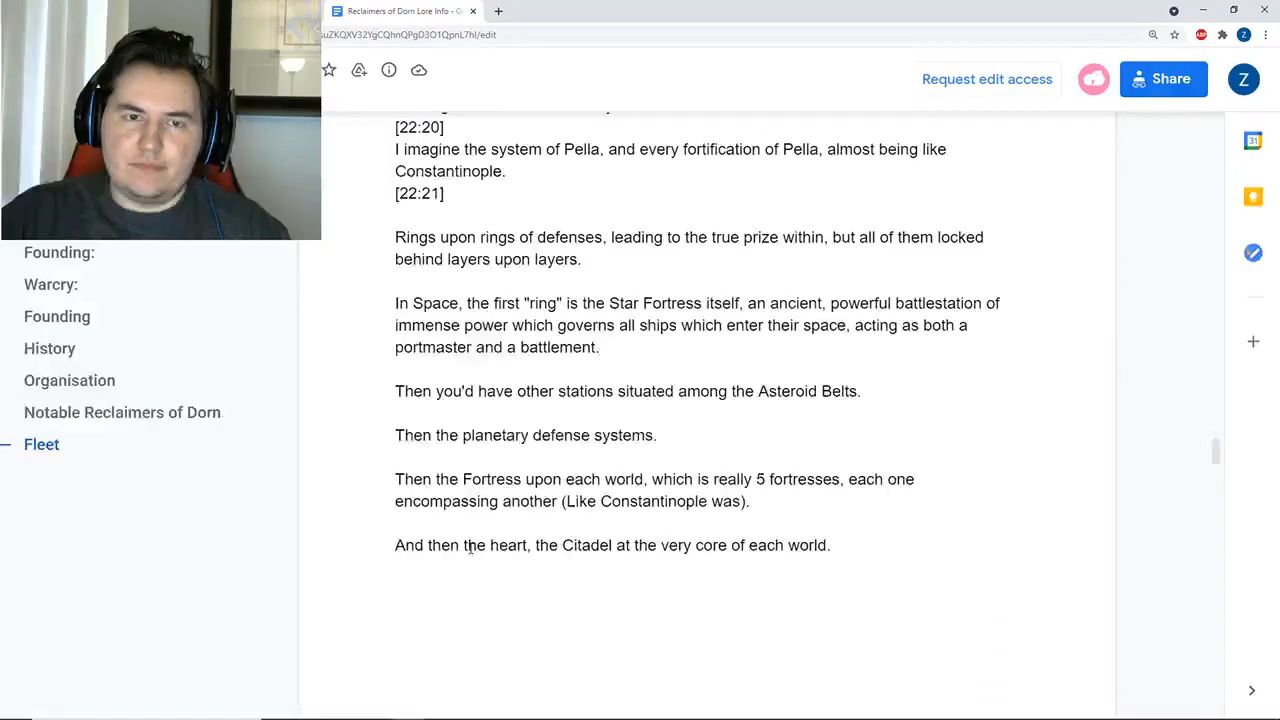 Reclaimers of Dorn Lore Info - G
suZKQXV32YgCQhnQPgD3O1QpnL7hI/edit
ABP
Z
Request edit access
Share
Z
[22:20]
I imagine the system of Pella, and every fortification of Pella, almost being like
Constantinople.
[22:21]
Rings upon rings of defenses, leading to the true prize within, but all of them locked
behind layers upon layers.
In Space, the first "ring" is the Star Fortress itself, an ancient, powerful battlestation of
immense power which governs all ships which enter their space, acting as both a
portmaster and a battlement.
Then you'd have other stations situated among the Asteroid Belts.
Then the planetary defense systems.
Then the Fortress upon each world, which is really 5 fortresses, each one
encompassing another (Like Constantinople was).
And then the heart, the Citadel at the very core of each world.
Founding:
Warcry:
Founding
History
Organisation
Notable Reclaimers of Dorn
Fleet
31